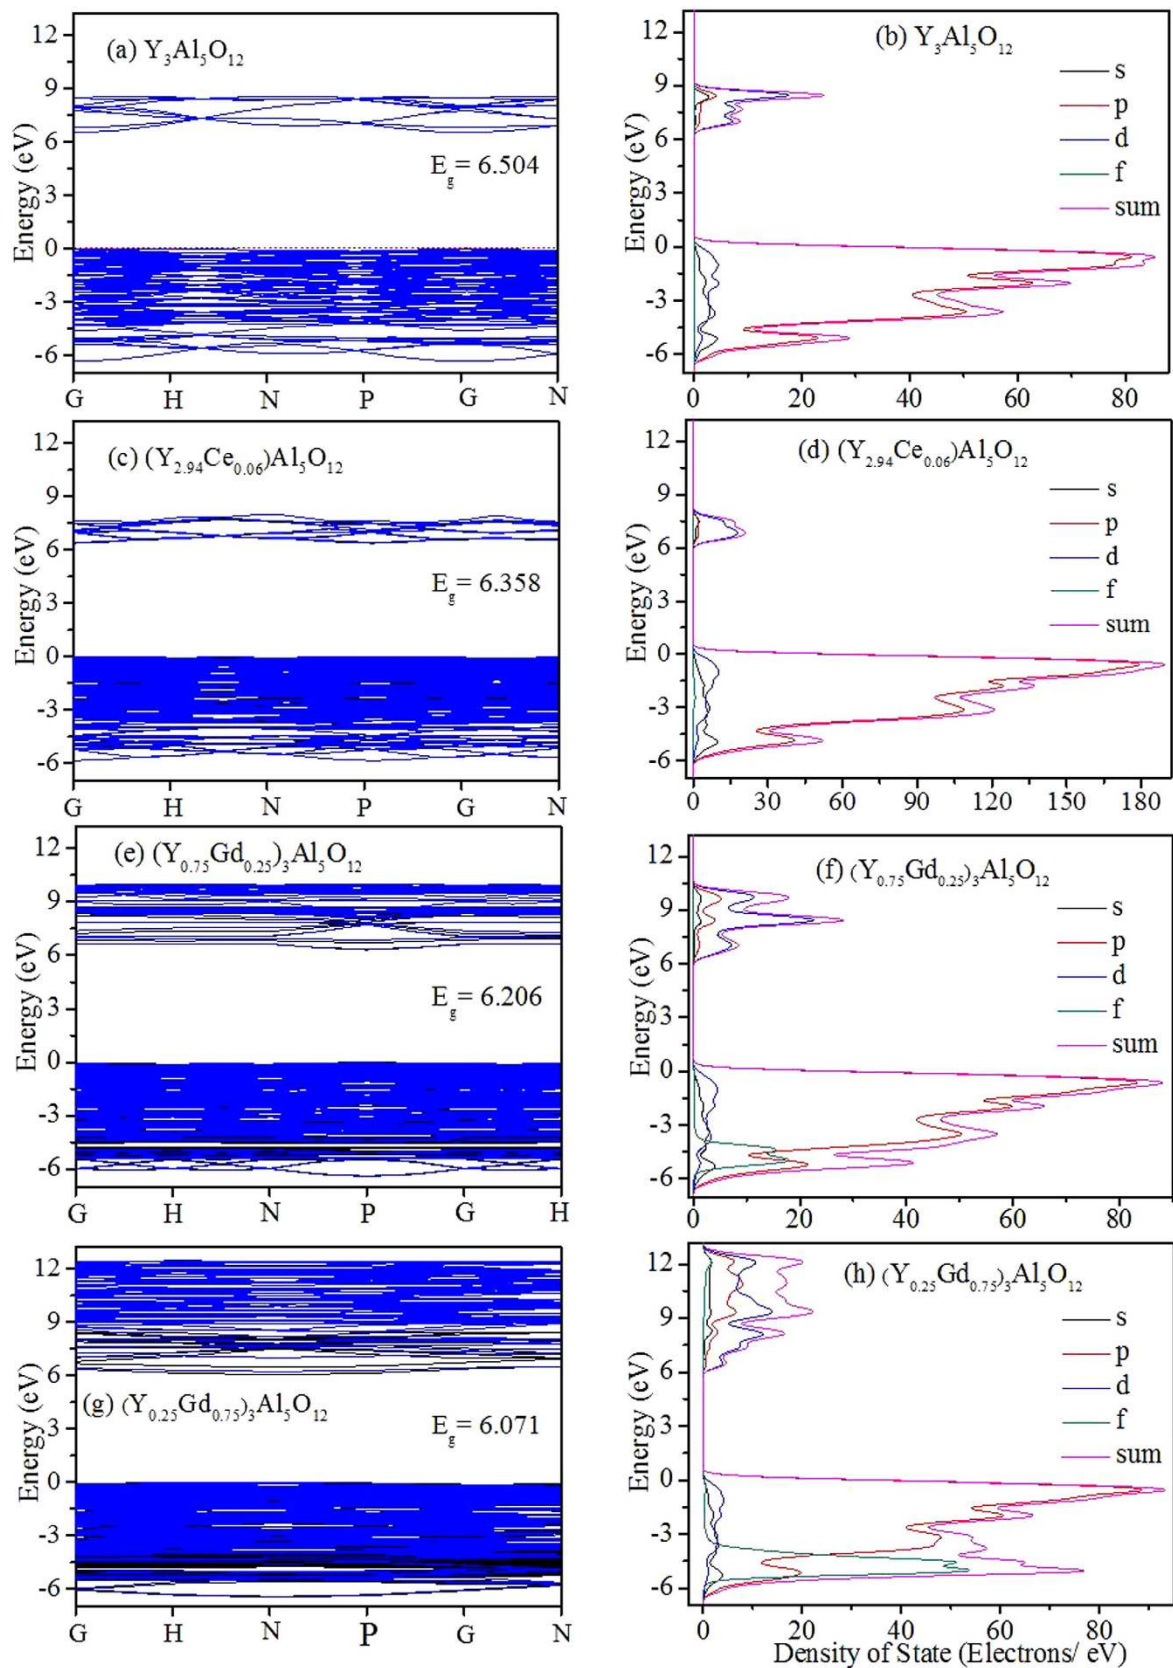 (a) Y3Al5O12
Eg= 6.504
Energy (eV)
12
9
6
3
0
-3
-6
G H N P G N
(b) Y3Al5O12
s
p
d
f
sum
Energy (eV)
12
9
6
3
0
-3
-6
0 20 40 60 80
(c) (Y2.94Ce0.06)Al5O12
Eg= 6.358
Energy (eV)
12
9
6
3
0
-3
-6
G H N P G N
(d) (Y2.94Ce0.06)Al5O12
s
p
d
f
sum
Energy (eV)
12
9
6
3
0
-3
-6
0 30 60 90 120 150 180
(e) (Y0.75Gd0.25)3Al5O12
Eg= 6.206
Energy (eV)
12
9
6
3
0
-3
-6
G H N P G H
(f) (Y0.75Gd0.25)3Al5O12
s
p
d
f
sum
Energy (eV)
12
9
6
3
0
-3
-6
0 20 40 60 80
(g) (Y0.25Gd0.75)3Al5O12
Eg= 6.071
Energy (eV)
12
9
6
3
0
-3
-6
G H N P G N
(h) (Y0.25Gd0.75)3Al5O12
s
p
d
f
sum
Energy (eV)
12
9
6
3
0
-3
-6
0 20 40 60 80
Density of State (Electrons/ eV)